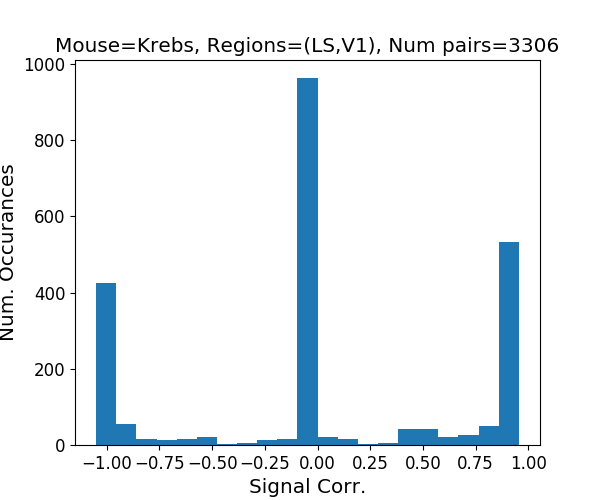 Mouse=Krebs, Regions=(LS,V1), Num pairs=3306
Num. Occurances
1000
800
600
400
200
0
−1.00 −0.75 −0.50 −0.25 0.00 0.25 0.50 0.75 1.00
Signal Corr.